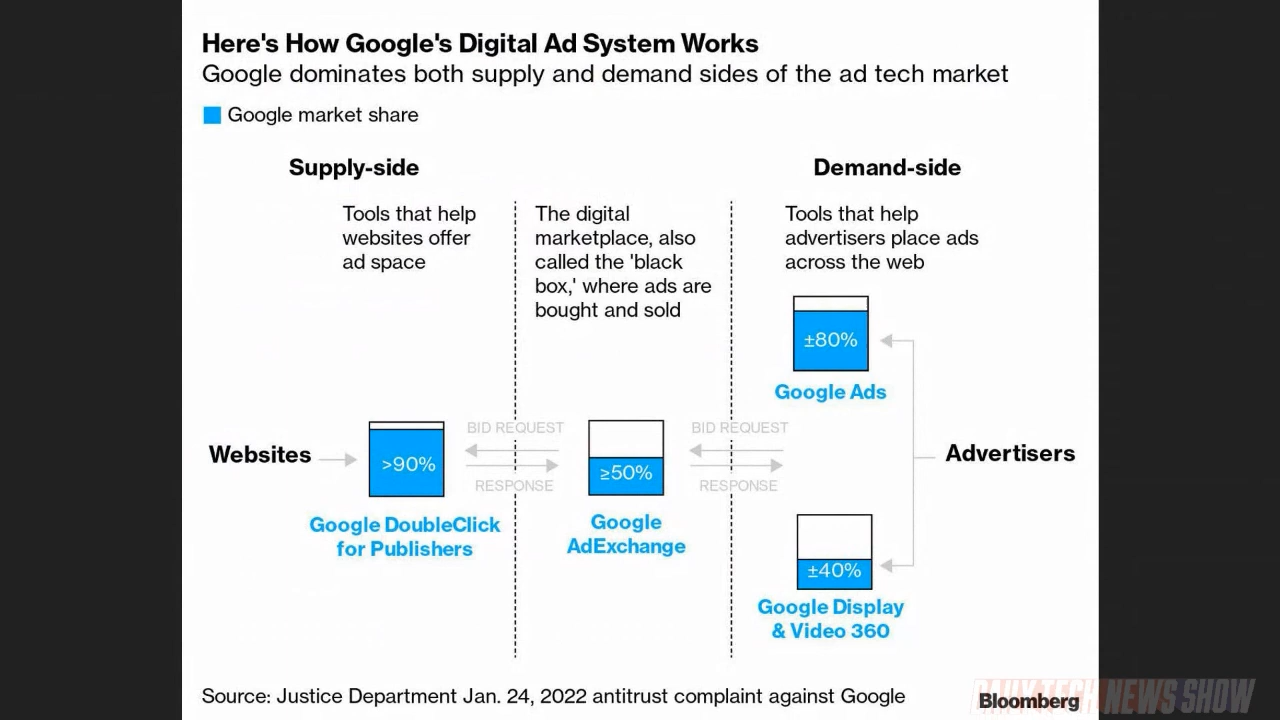 Here's How Google's Digital Ad System Works
Google dominates both supply and demand sides of the ad tech market
Google market share
Supply-side
Demand-side
Tools that help
websites offer
ad space
The digital
marketplace, also
called the 'black
box,' where ads are
bought and sold
Tools that help
advertisers place ads
across the web
±80%
Google Ads
Websites
>90%
Google DoubleClick
for Publishers
BID REQUEST
RESPONSE
≥50%
Google
AdExchange
BID REQUEST
RESPONSE
Advertisers
±40%
Google Display
& Video 360
Source: Justice Department Jan. 24, 2022 antitrust complaint against Google
Bloomberg
DAILY TECH NEWS SHOW